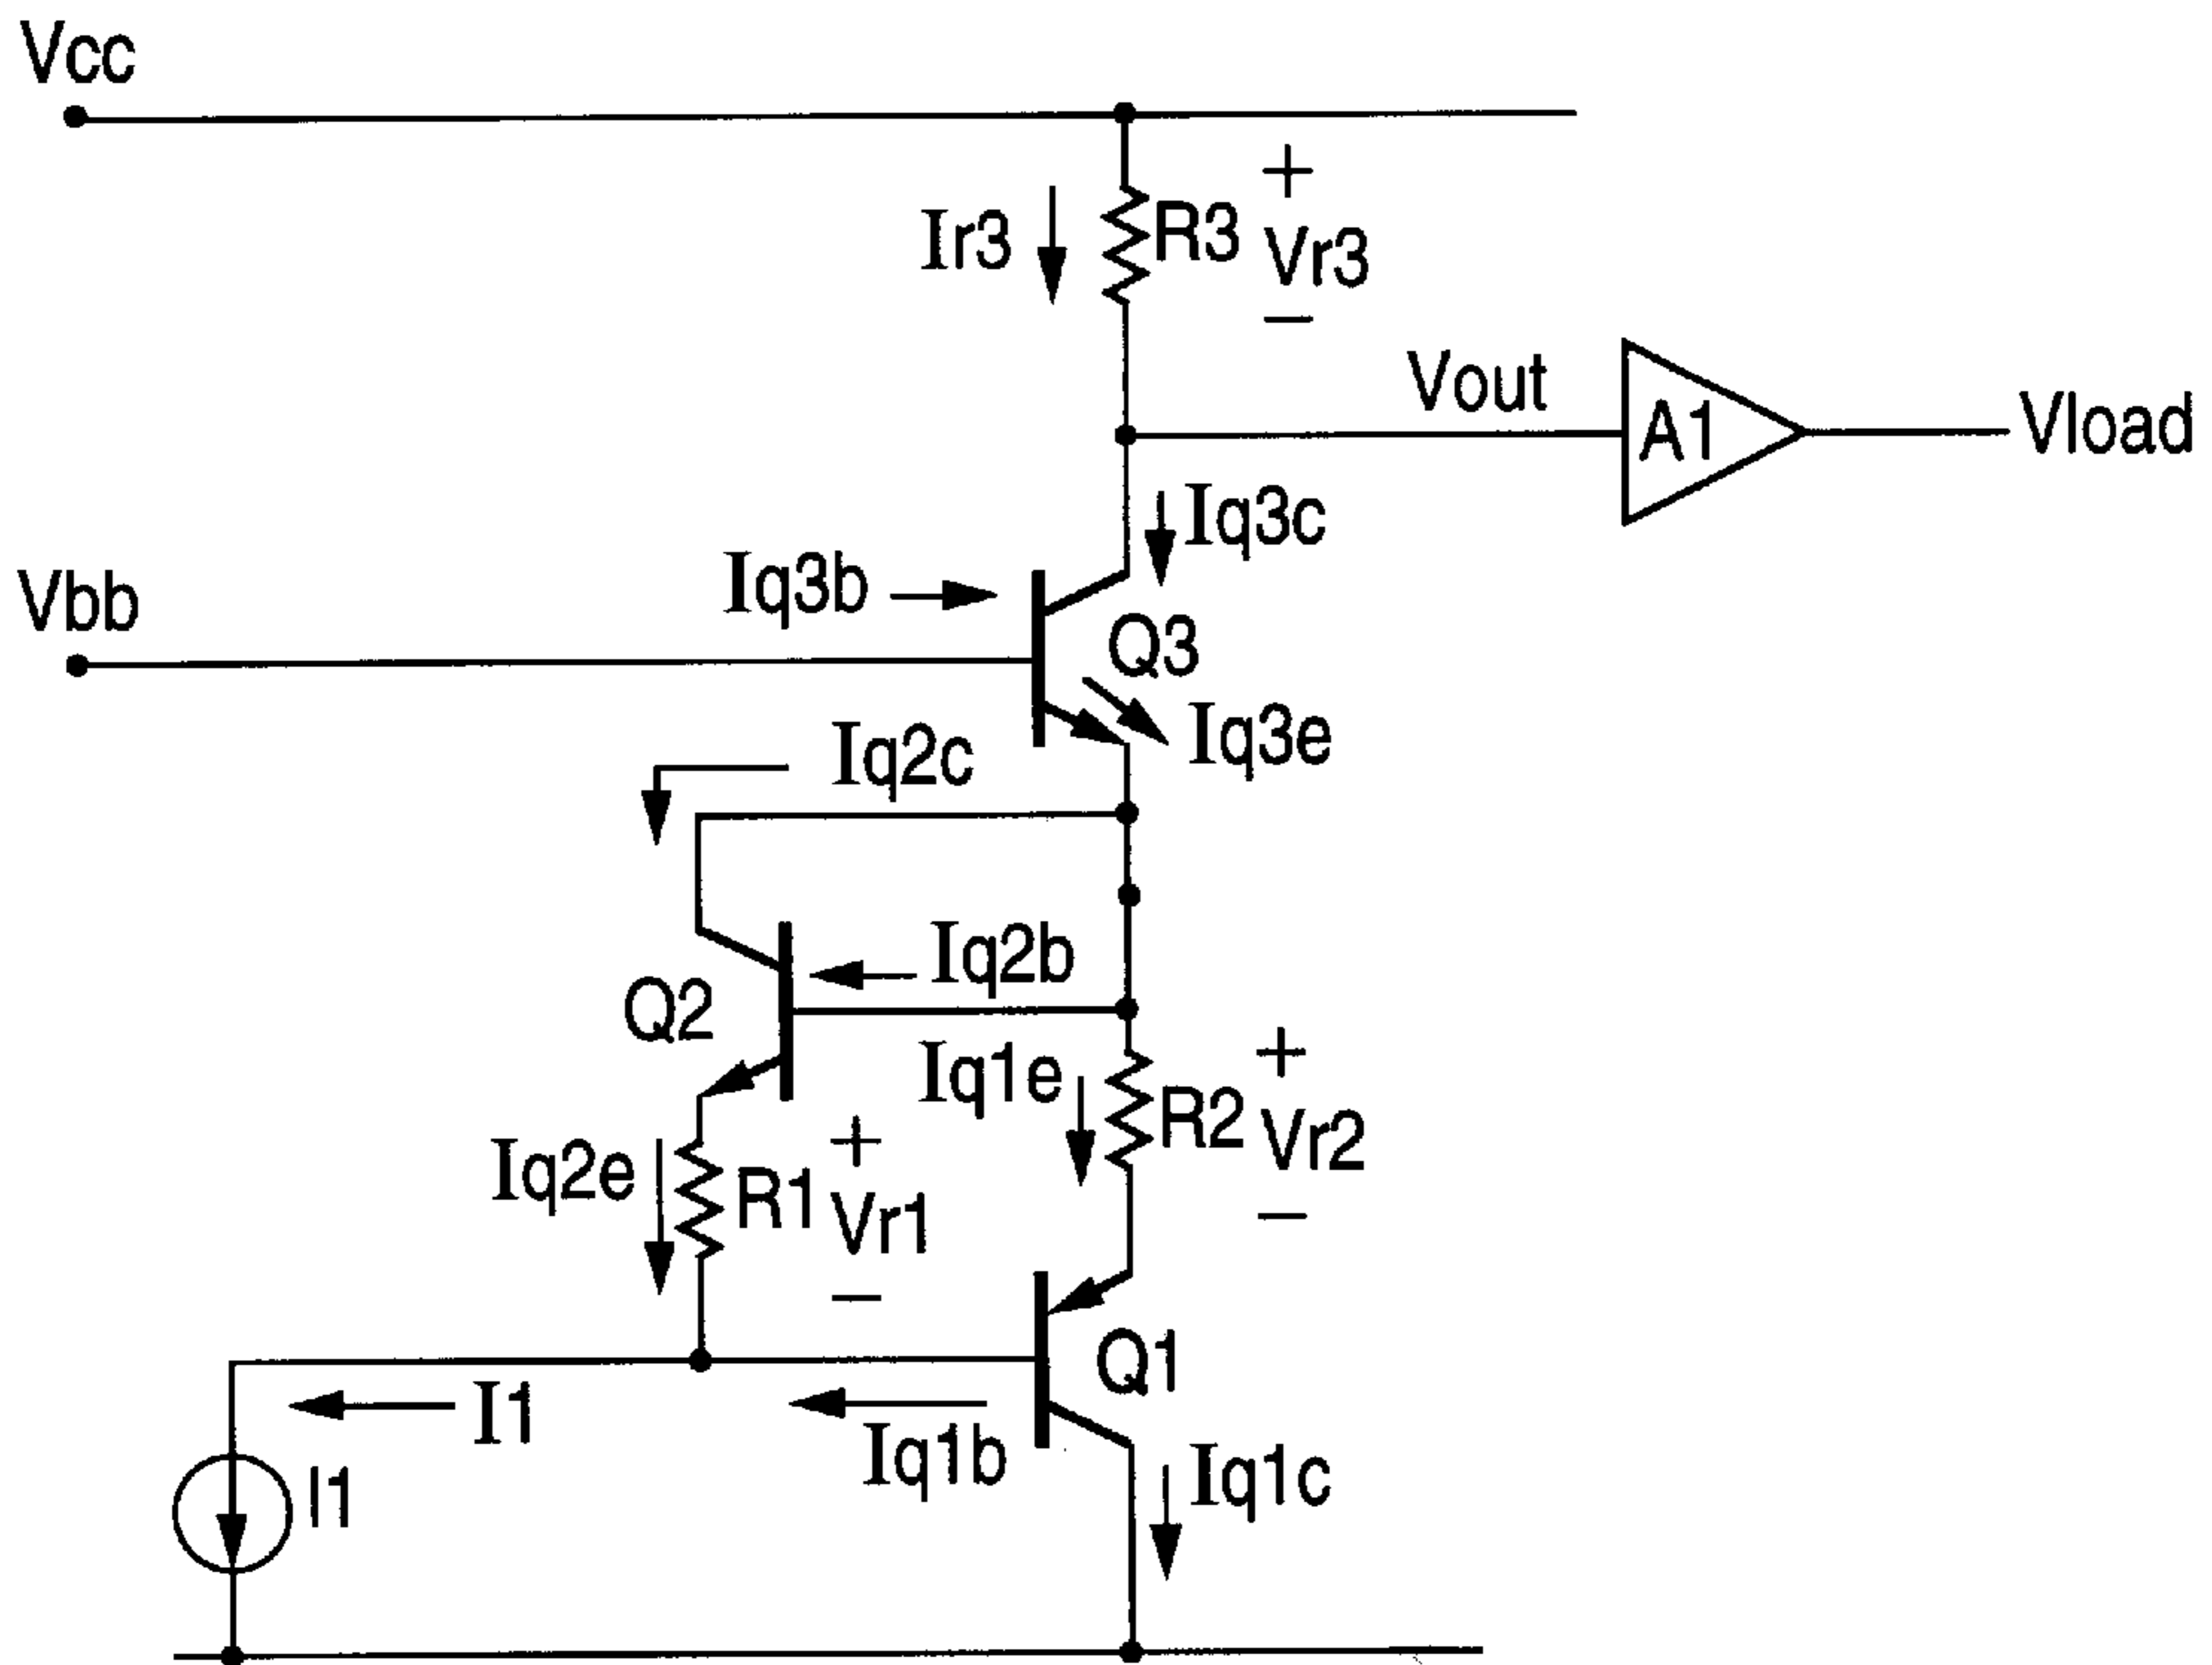 Vcc
+
Ir3
R3
Vr3
−
Vout
A1
Vload
Iq3c
Iq3b
Vbb
Q3
Iq3e
Iq2c
Iq2b
Q2
Iq1e
+
R2
Vr2
−
Iq2e
+
R1
Vr1
−
Q1
I1
Iq1b
Iq1c
I1